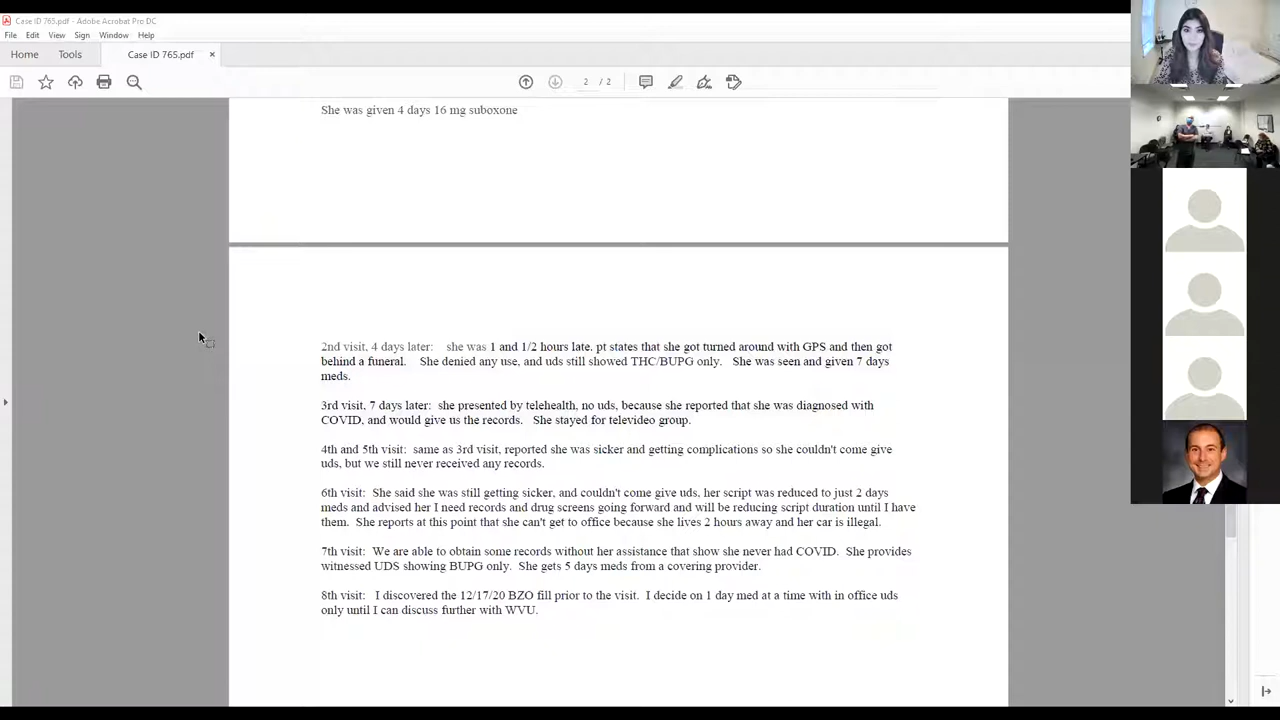 Case ID 765.pdf - Adobe Acrobat Pro DC
File Edit View Window Help
Home Tools Case ID 765.pdf ×
2 / 2
She was given 4 days 16 mg suboxone
2nd visit, 4 days later: she was 1 and 1/2 hours late. pt states that she got turned around with GPS and then got
behind a funeral. She denied any use, and uds still showed THC/BUPG only. She was seen and given 7 days
meds.
3rd visit, 7 days later: she presented by telehealth, no uds, because she reported that she was diagnosed with
COVID, and would give us the records. She stayed for televideo group.
4th and 5th visit: same as 3rd visit, reported she was sicker and getting complications so she couldn't come give
uds, but we still never received any records.
6th visit: She said she was still getting sicker, and couldn't come give uds, her script was reduced to just 2 days
meds and advised her I need records and drug screens going forward and will be reducing script duration until I have
them. She reports at this point that she can't get to office because she lives 2 hours away and her car is illegal.
7th visit: We are able to obtain some records without her assistance that show she never had COVID. She provides
witnessed UDS showing BUPG only. She gets 5 days meds from a covering provider.
8th visit: I discovered the 12/17/20 BZO fill prior to the visit. I decide on 1 day med at a time with in office uds
only until I can discuss further with WVU.